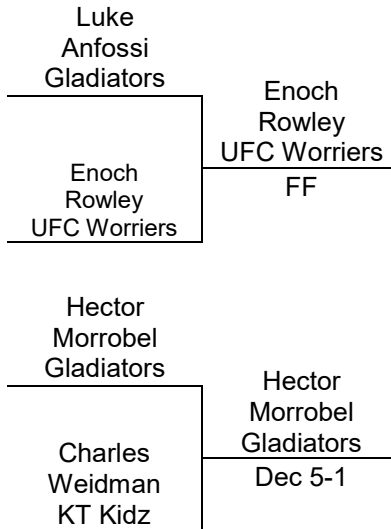 Luke
Anfossi
Gladiators
Enoch
Rowley
UFC Worriers
Enoch
Rowley
UFC Worriers
FF
Hector
Morrobel
Gladiators
Charles
Weidman
KT Kidz
Hector
Morrobel
Gladiators
Dec 5-1